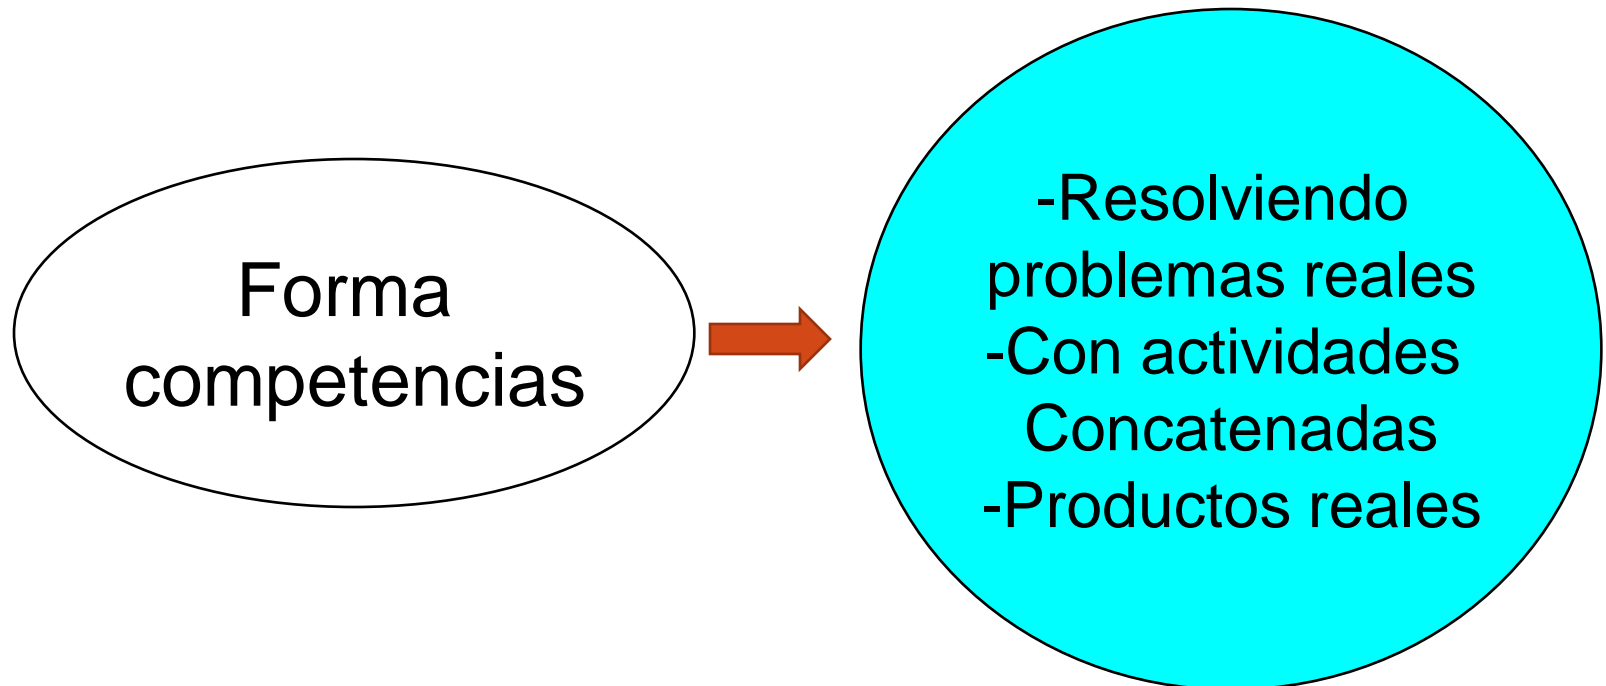 Forma
competencias
-Resolviendo
problemas reales
-Con actividades
Concatenadas
-Productos reales